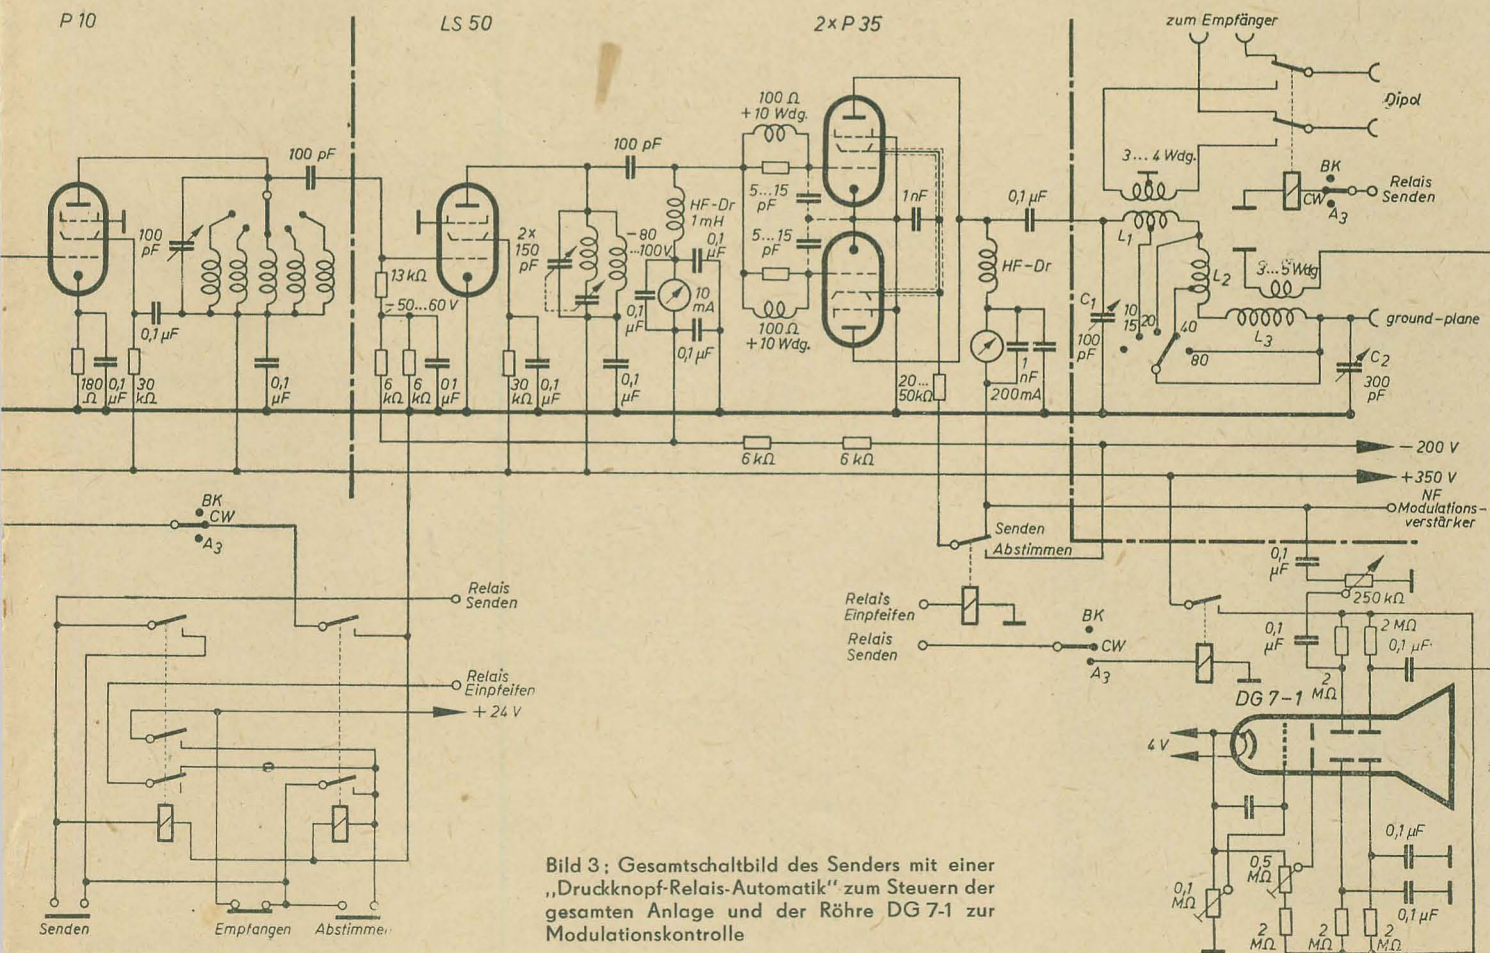 P 10
LS 50
2× P 35
zum Empfänger
Dipol
100 pF
100 pF
100 Ω
+ 10 Wdg.
3 ... 4 Wdg.
BK
CW
A3
Relais
Senden
100
pF
0,1 µF
180
Ω
0,1
µF
30
kΩ
0,1
µF
13 kΩ
− 50...60 V
6
kΩ
6
kΩ
01
µF
2×
150
pF
− 80
...100V
HF-Dr
1mH
0,1
µF
10
mA
0,1
µF
0,1 µF
30
kΩ
0,1
µF
0,1
µF
5...15
pF
5...15
pF
100 Ω
+ 10 Wdg.
1 nF
0,1 µF
HF-Dr
1
nF
200mA
20...
50kΩ
L1
L2
3...5 Wdg
L3
C1
100
pF
10
15
20
40
80
ground-plane
C2
300
pF
6 kΩ
6 kΩ
− 200 V
+ 350 V
NF
Modulations-
verstärker
BK
CW
A3
Senden
Abstimmen
Relais
Senden
Relais
Einpfeifen
+ 24 V
Relais
Einpfeifen
Relais
Senden
BK
CW
A3
0,1
µF
250 kΩ
0,1
µF
2 MΩ
0,1 µF
2
MΩ
DG 7-1
4 V
0,1 µF
0,1
MΩ
0,5
MΩ
0,1 µF
2
MΩ
2
MΩ
2
MΩ
Senden
Empfangen
Abstimmen
Bild 3: Gesamtschaltbild des Senders mit einer
„Druckknopf-Relais-Automatik" zum Steuern der
gesamten Anlage und der Röhre DG 7-1 zur
Modulationskontrolle